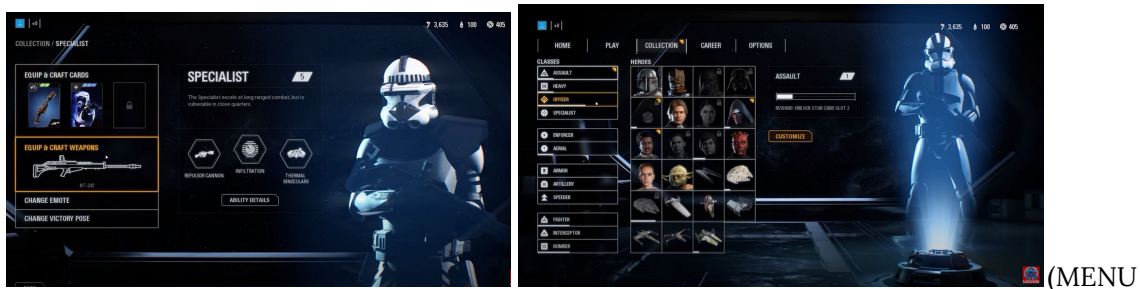 +0
3,635 100 405
COLLECTION / SPECIALIST
EQUIP & CRAFT CARDS
EQUIP & CRAFT WEAPONS
NT-242
CHANGE EMOTE
CHANGE VICTORY POSE
SPECIALIST 5
The Specialist excels at long ranged combat, but is
vulnerable in close quarters.
REPULSOR CANNON
INFILTRATION
THERMAL
BINOCULARS
ABILITY DETAILS
+0
3,635 100 405
HOME PLAY COLLECTION CAREER OPTIONS
CLASSES
ASSAULT
HEAVY
OFFICER
SPECIALIST
ENFORCER
AERIAL
ARMOR
ARTILLERY
SPEEDER
FIGHTER
INTERCEPTOR
BOMBER
HEROES
ASSAULT 1
REWARD: UNLOCK STAR CARD SLOT 2
CUSTOMIZE
(MENU